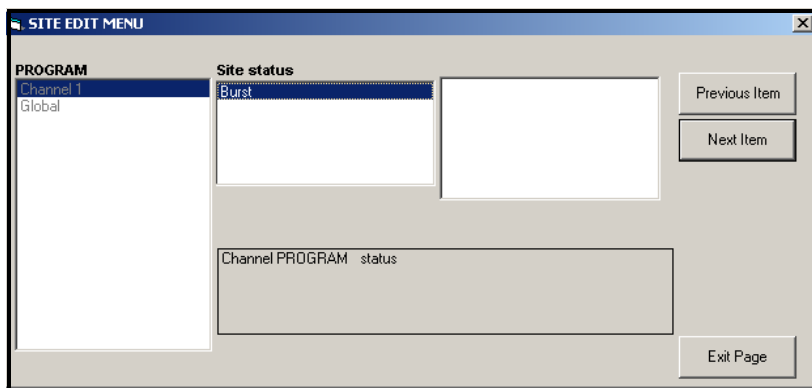 SITE EDIT MENU
PROGRAM
Channel 1
Global
Site status
Burst
Previous Item
Next Item
Channel PROGRAM status
Exit Page